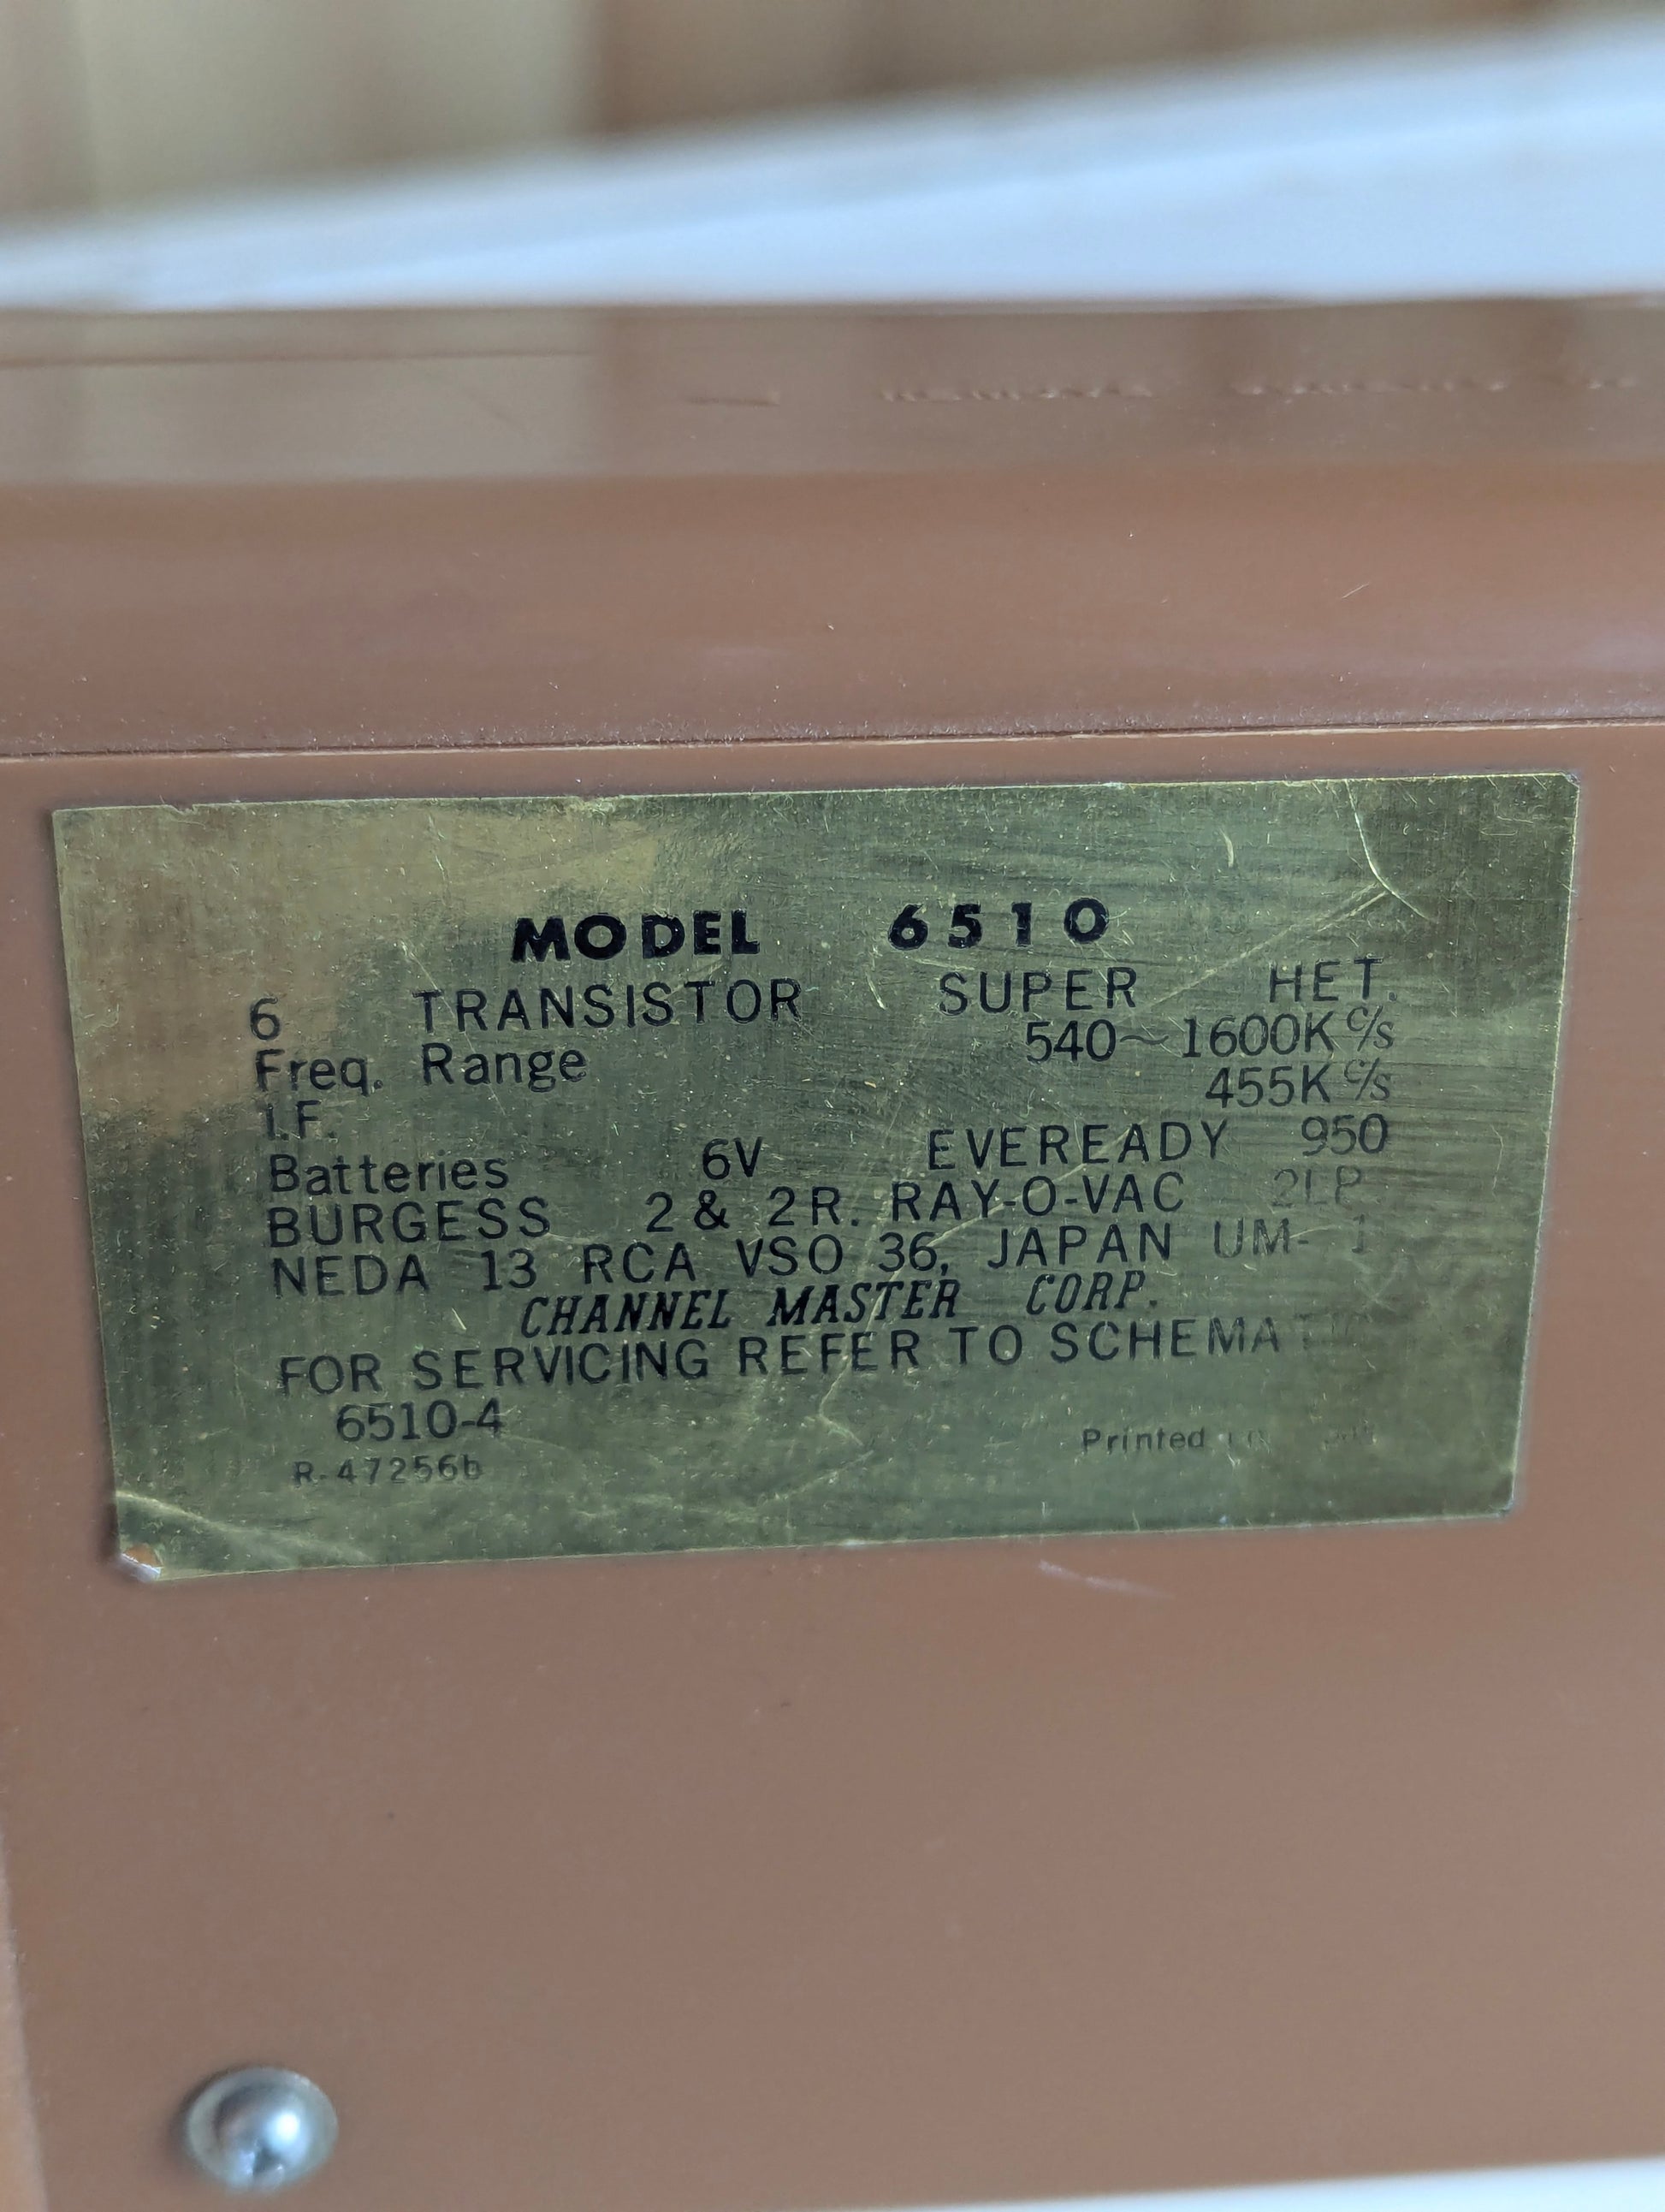 MODEL 6510
6 TRANSISTOR SUPER HET.
Freq. Range 540~1600K c/s
I.F. 455K c/s
Batteries 6V EVEREADY 950
BURGESS 2 & 2R. RAY-O-VAC 2LP.
NEDA 13 RCA VSO 36, JAPAN UM-1
CHANNEL MASTER CORP.
FOR SERVICING REFER TO SCHEMATIC
6510-4
R-47256b Printed